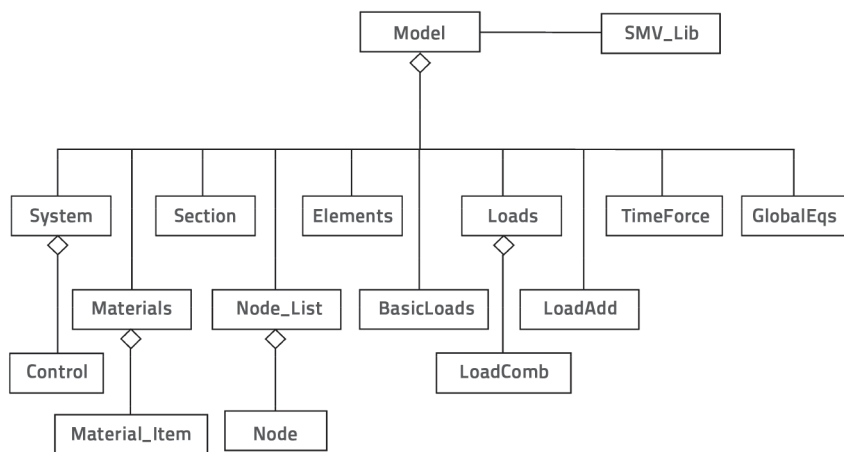 Model
SMV_Lib
System
Section
Elements
Loads
TimeForce
GlobalEqs
Materials
Node_List
BasicLoads
LoadAdd
Control
LoadComb
Material_Item
Node